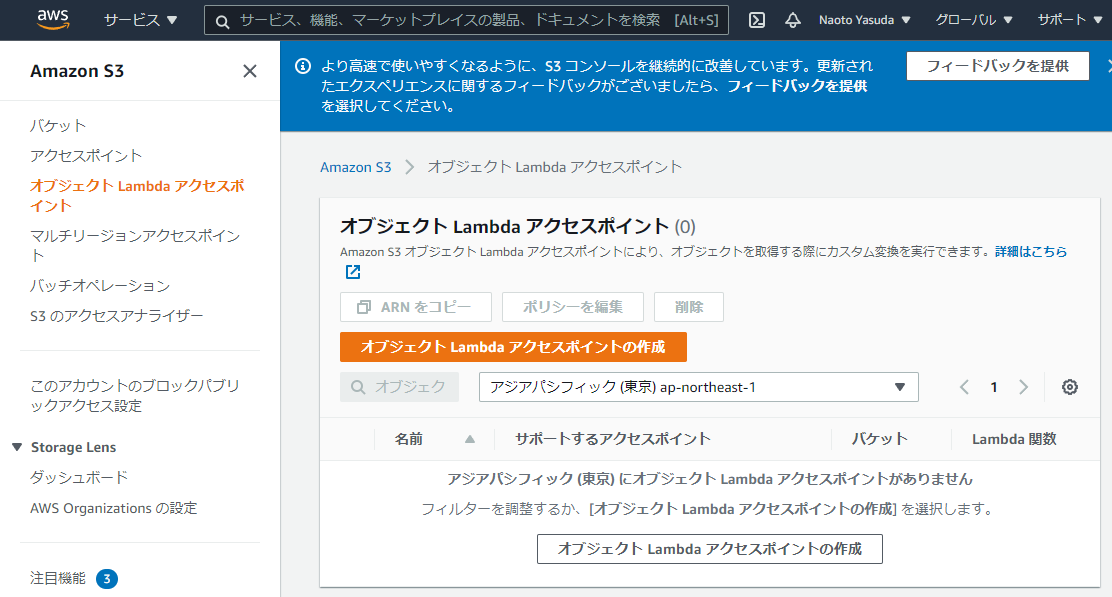 aws
サービス ▼
サービス、機能、マーケットプレイスの製品、ドキュメントを検索 [Alt+S]
Naoto Yasuda ▼
グローバル ▼
サポート ▼
Amazon S3
バケット
アクセスポイント
オブジェクト Lambda アクセスポ
イント
マルチリージョンアクセスポイン
ト
バッチオペレーション
S3 のアクセスアナライザー
このアカウントのブロックパブリ
ックアクセス設定
▼ Storage Lens
ダッシュボード
AWS Organizations の設定
注目機能 3
より高速で使いやすくなるように、S3 コンソールを継続的に改善しています。更新され
たエクスペリエンスに関するフィードバックがございましたら、フィードバックを提供
を選択してください。
フィードバックを提供
Amazon S3 > オブジェクト Lambda アクセスポイント
オブジェクト Lambda アクセスポイント (0)
Amazon S3 オブジェクト Lambda アクセスポイントにより、オブジェクトを取得する際にカスタム変換を実行できます。詳細はこちら
ARN をコピー
ポリシーを編集
削除
オブジェクト Lambda アクセスポイントの作成
オブジェク
アジアパシフィック (東京) ap-northeast-1
1
名前
サポートするアクセスポイント
バケット
Lambda 関数
アジアパシフィック (東京) にオブジェクト Lambda アクセスポイントがありません
フィルターを調整するか、[オブジェクト Lambda アクセスポイントの作成] を選択します。
オブジェクト Lambda アクセスポイントの作成